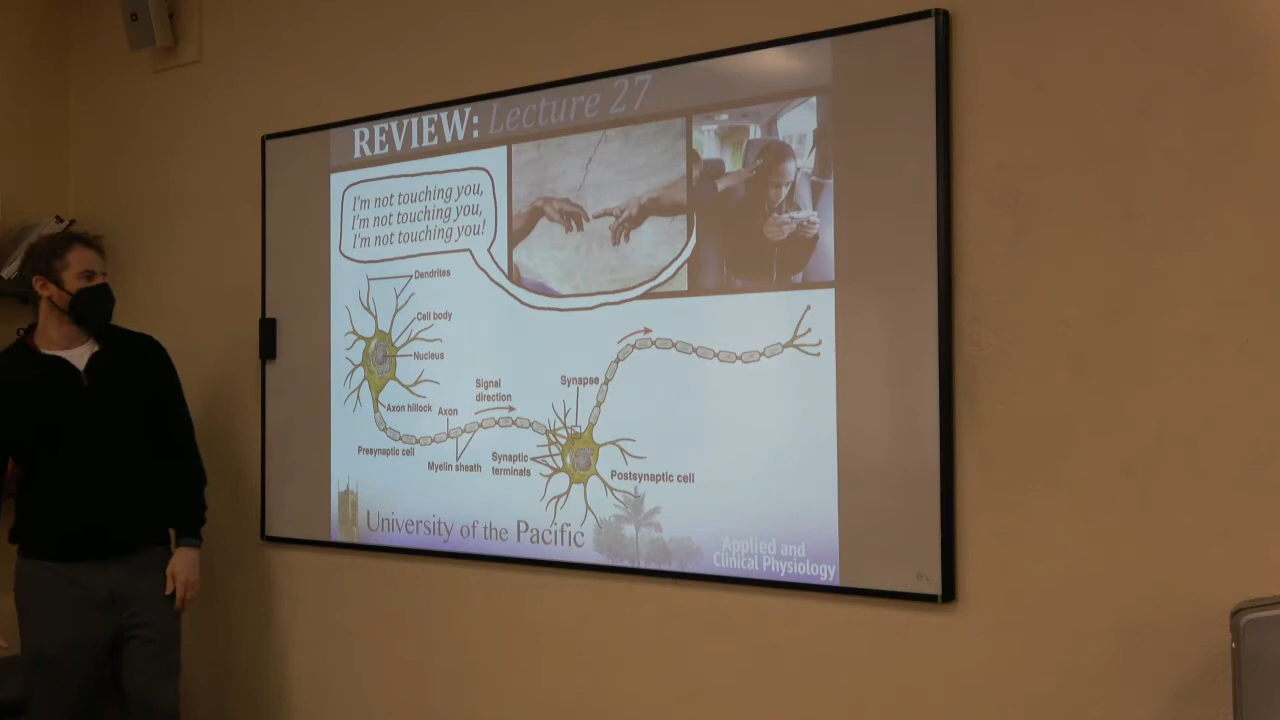 REVIEW: Lecture 27
I'm not touching you,
I'm not touching you,
I'm not touching you!
Dendrites
Cell body
Nucleus
Axon hillock
Axon
Signal
direction
Synapse
Presynaptic cell
Myelin sheath
Synaptic
terminals
Postsynaptic cell
University of the Pacific
Applied and
Clinical Physiology